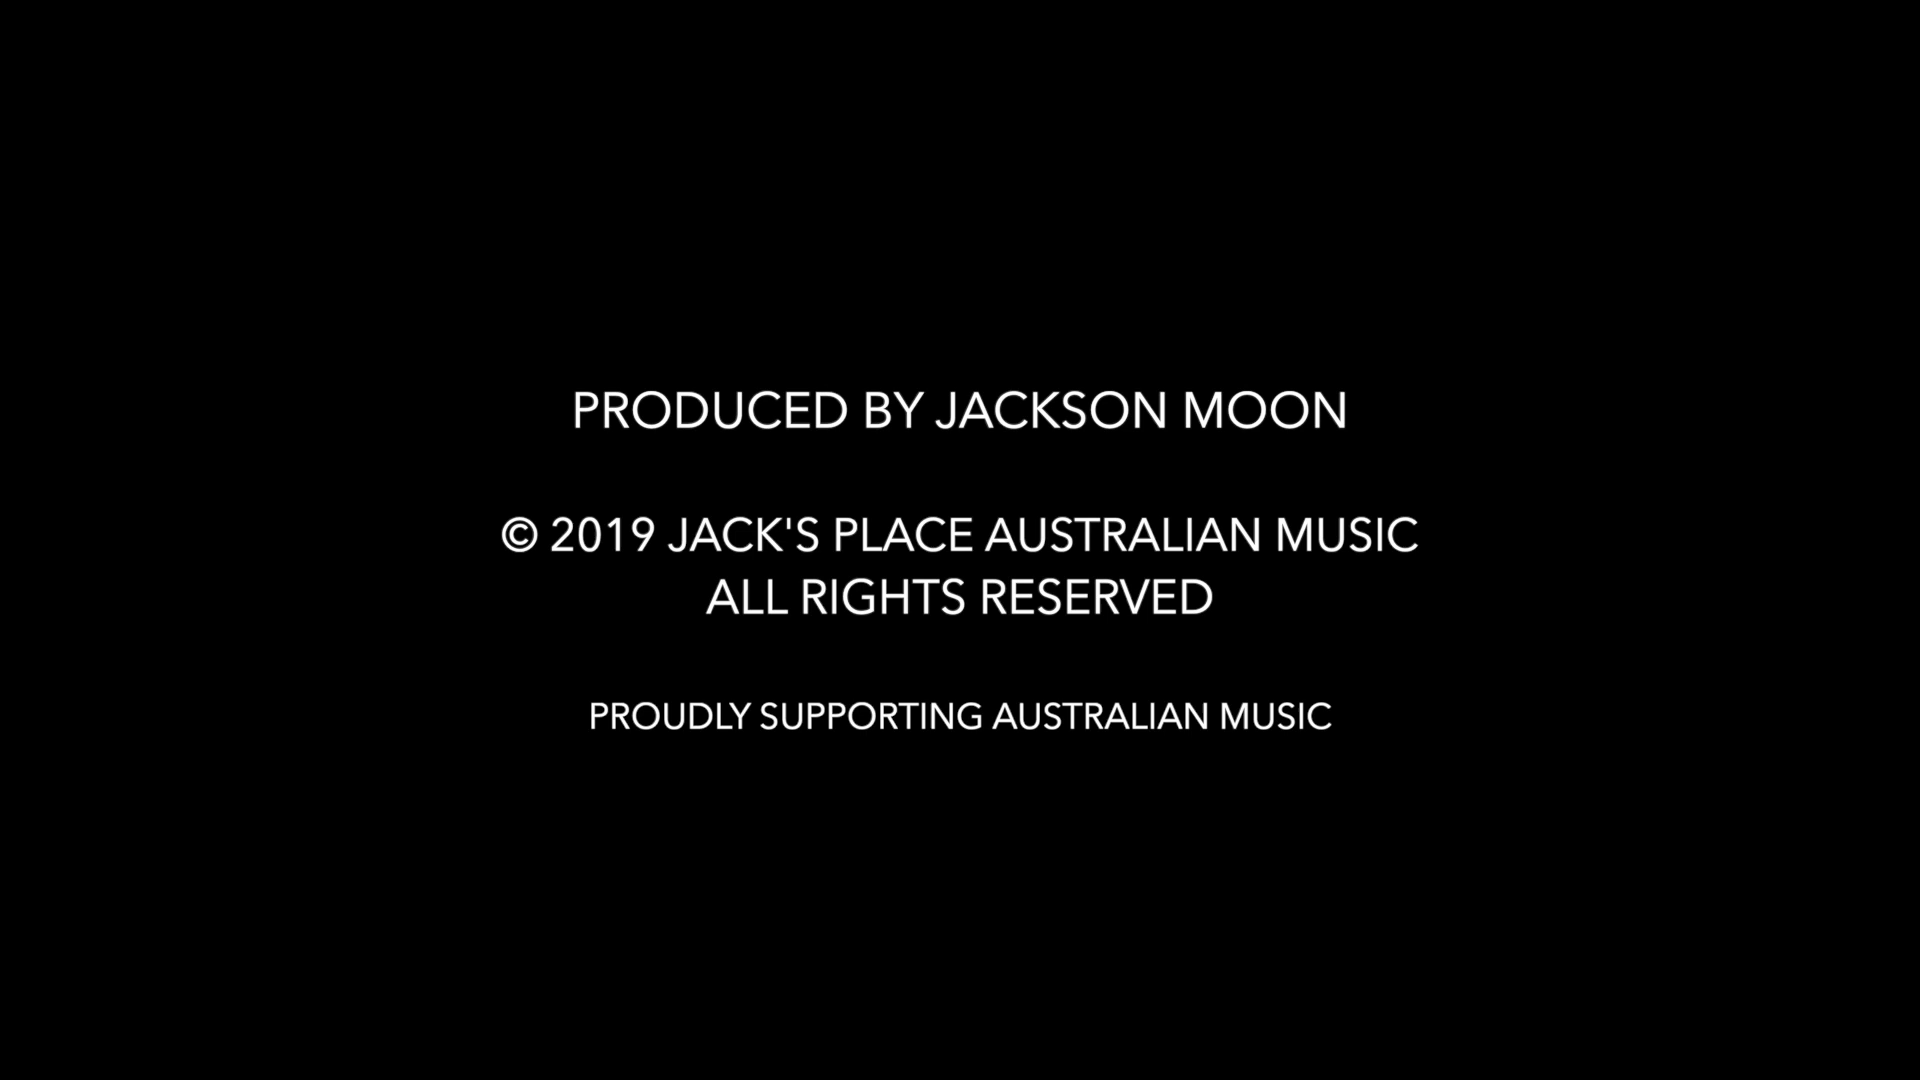 PRODUCED BY JACKSON MOON
© 2019 JACK'S PLACE AUSTRALIAN MUSIC
ALL RIGHTS RESERVED
PROUDLY SUPPORTING AUSTRALIAN MUSIC